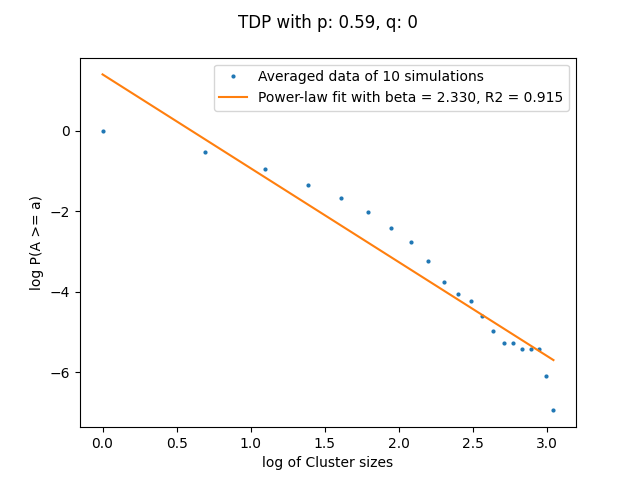 TDP with p: 0.59, q: 0
Averaged data of 10 simulations
Power-law fit with beta = 2.330, R2 = 0.915
log P(A >= a)
0
−2
−4
−6
0.0 0.5 1.0 1.5 2.0 2.5 3.0
log of Cluster sizes